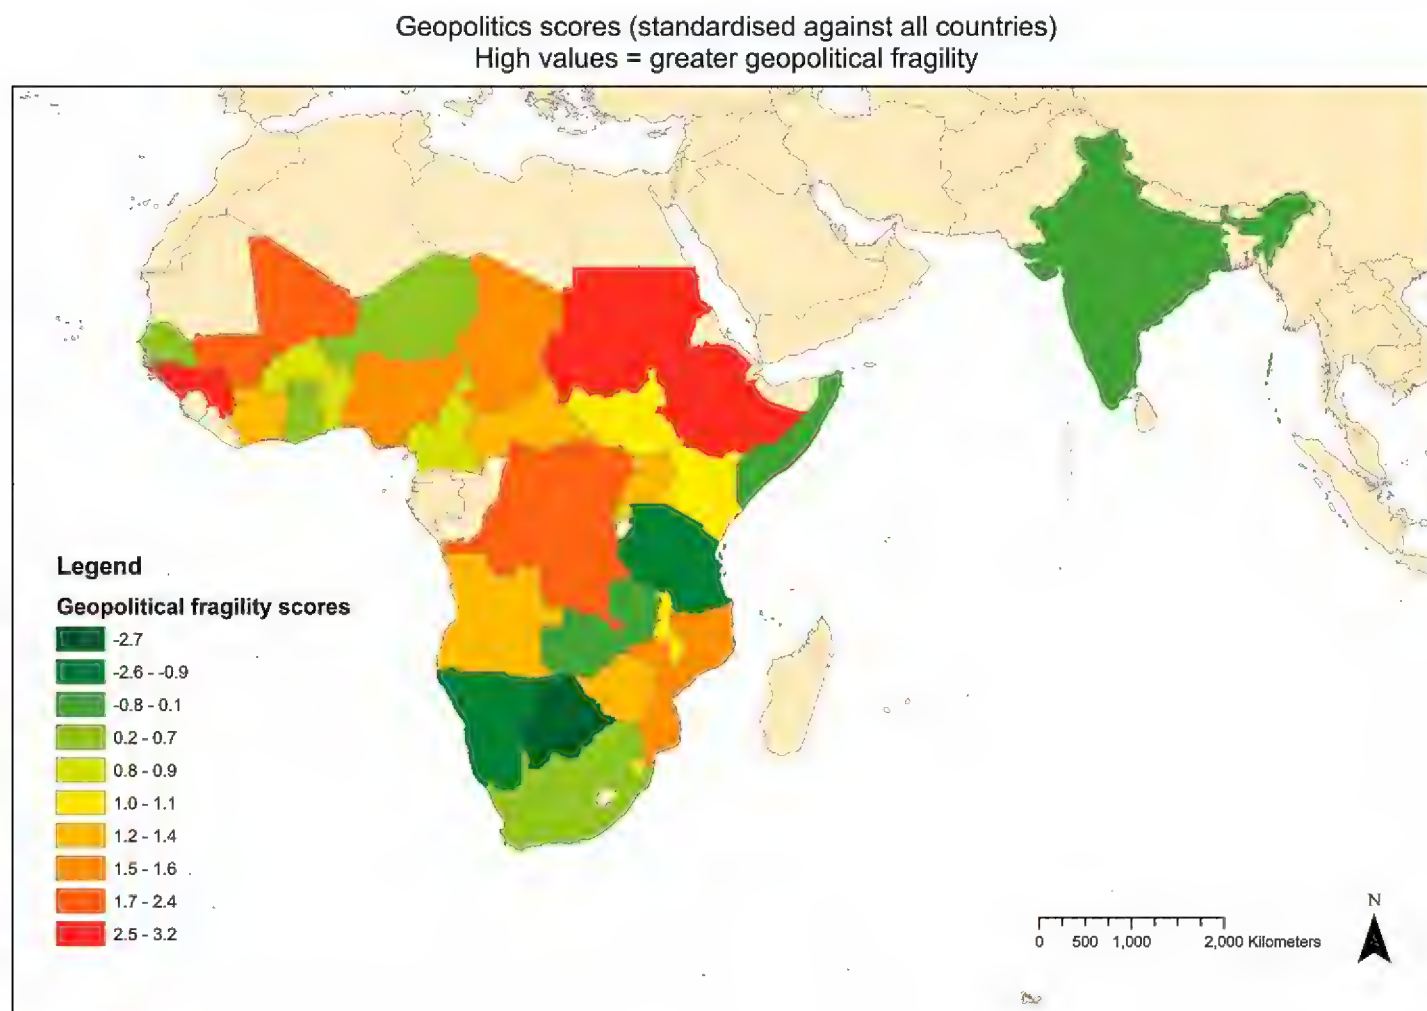 Geopolitics scores (standardised against all countries)
High values = greater geopolitical fragility
Legend
Geopolitical fragility scores
-2.7
-2.6 - -0.9
-0.8 - 0.1
0.2 - 0.7
0.8 - 0.9
1.0 - 1.1
1.2 - 1.4
1.5 - 1.6
1.7 - 2.4
2.5 - 3.2
N
0 500 1,000 2,000 Kilometers